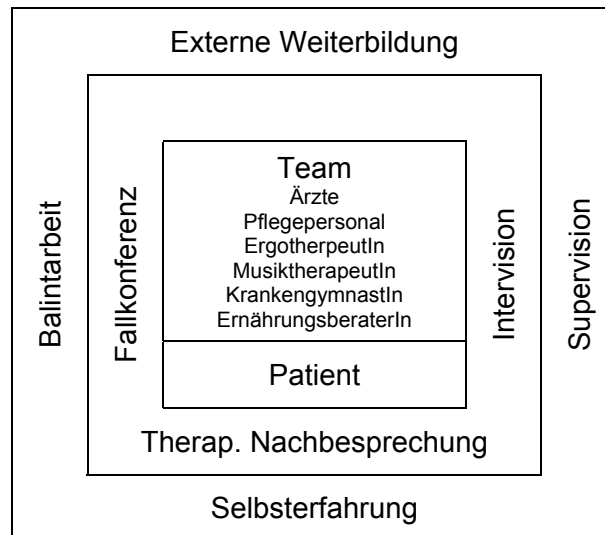 Externe Weiterbildung
Balintarbeit
Fallkonferenz
Team
Ärzte
Pflegepersonal
ErgotherpeutIn
MusiktherapeutIn
KrankengymnastIn
ErnährungsberaterIn
Patient
Intervision
Supervision
Therap. Nachbesprechung
Selbsterfahrung